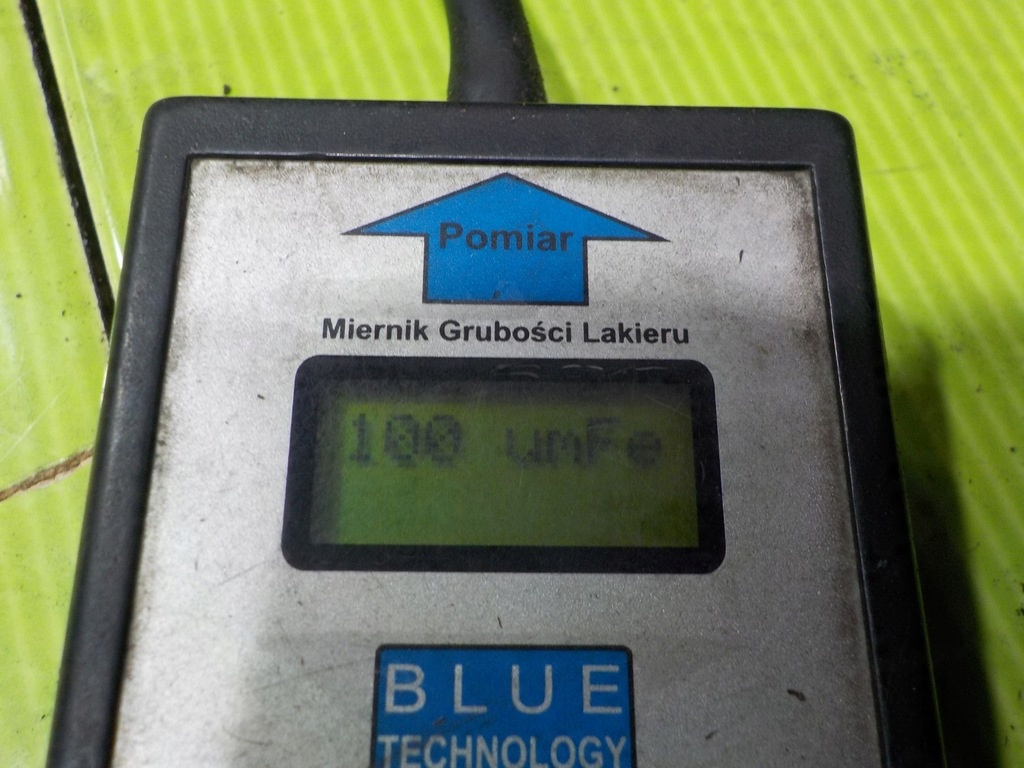 Pomiar
Miernik Grubości Lakieru
100 umFe
BLUE
TECHNOLOGY